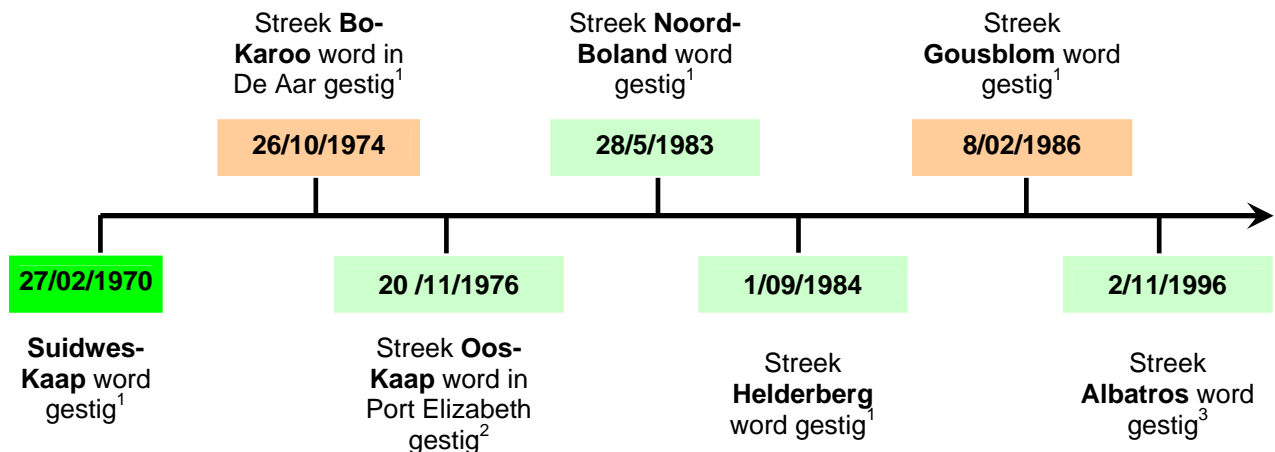 Streek Bo-
Karoo word in
De Aar gestig1
26/10/1974
Streek Noord-
Boland word
gestig1
28/5/1983
Streek
Gousblom word
gestig1
8/02/1986
27/02/1970
Suidwes-
Kaap word
gestig1
20 /11/1976
Streek Oos-
Kaap word in
Port Elizabeth
gestig2
1/09/1984
Streek
Helderberg
word gestig1
2/11/1996
Streek
Albatros word
gestig3